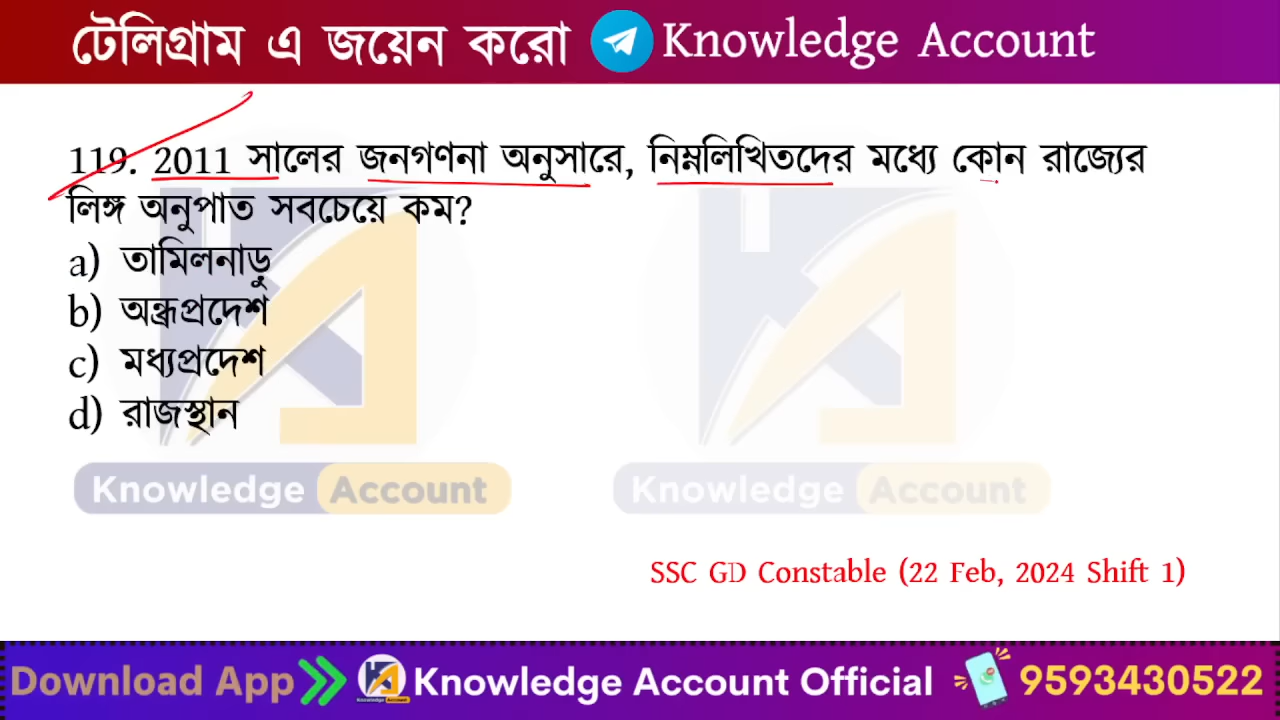 টেলিগ্রাম এ জয়েন করো Knowledge Account
119. 2011 সালের জনগণনা অনুসারে, নিম্নলিখিতদের মধ্যে কোন রাজ্যের
লিঙ্গ অনুপাত সবচেয়ে কম?
a) তামিলনাড়ু
b) অন্ধ্রপ্রদেশ
c) মধ্যপ্রদেশ
d) রাজস্থান
Knowledge Account Knowledge Account
SSC GD Constable (22 Feb, 2024 Shift 1)
Download App Knowledge Account Official 9593430522